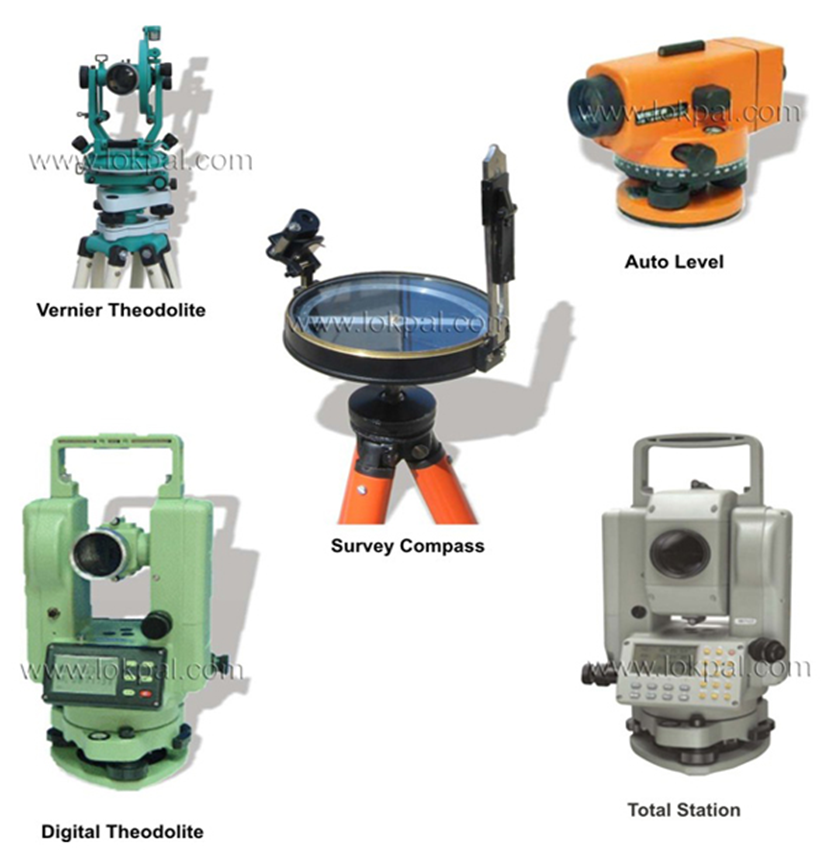 www.lokpal.com
Vernier Theodolite
www.lokpal.com
Auto Level
www.lokpal.com
Survey Compass
www.lokpal.com
Digital Theodolite
www.lokpal.com
Total Station